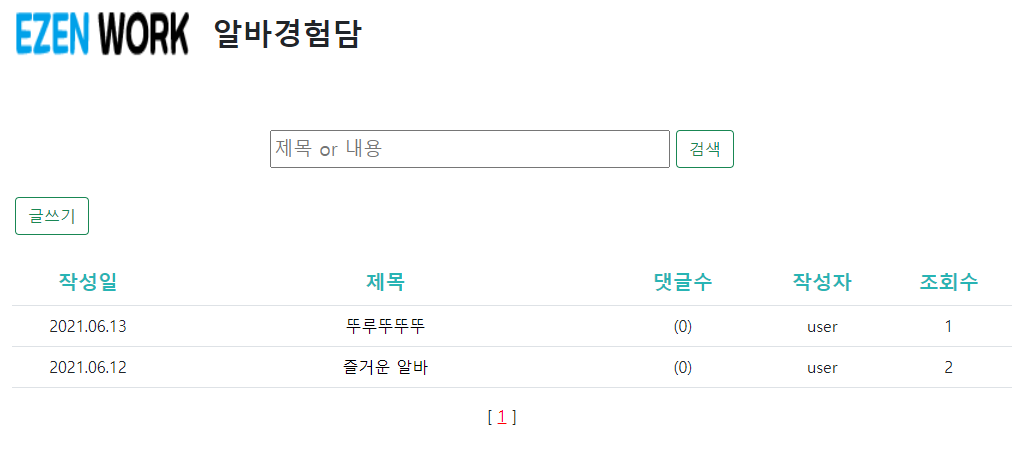 EZEN WORK 알바경험담
제목 or 내용 검색
글쓰기
작성일 제목 댓글수 작성자 조회수
2021.06.13 뚜루뚜뚜뚜 (0) user 1
2021.06.12 즐거운 알바 (0) user 2
[ 1 ]